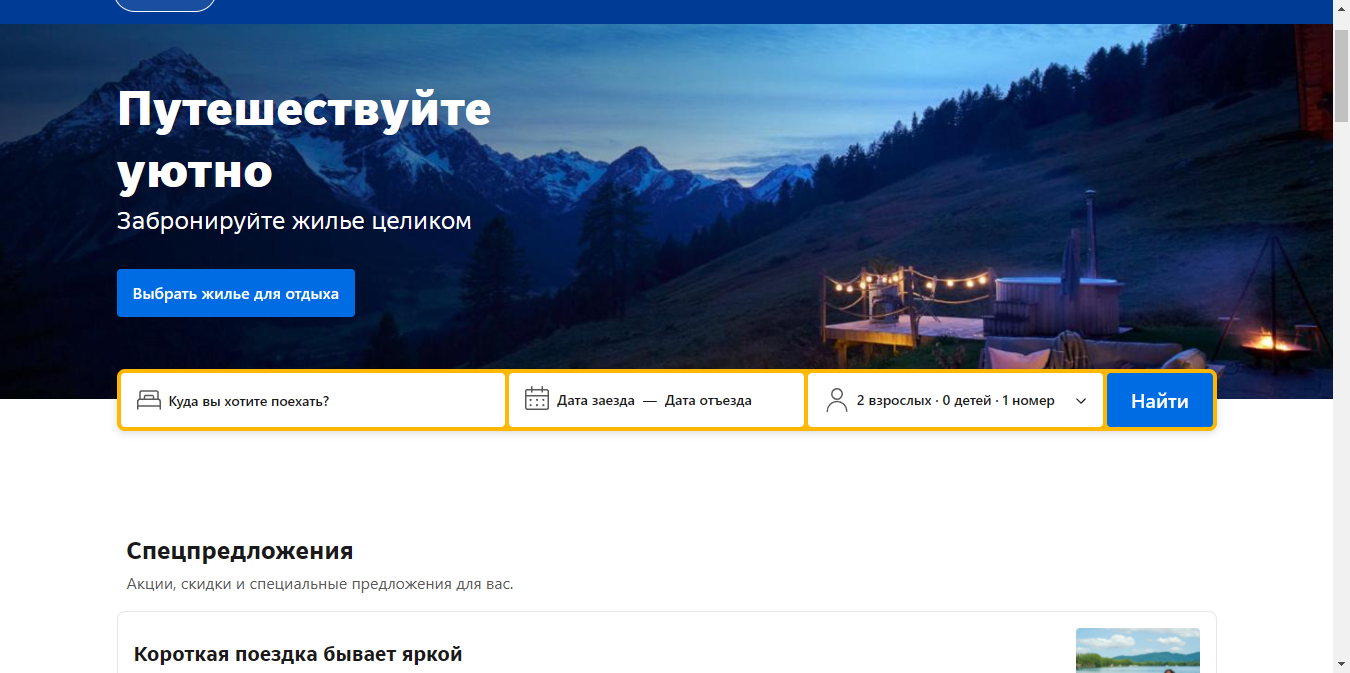 Путешествуйте
уютно
Забронируйте жилье целиком
Выбрать жилье для отдыха
Куда вы хотите поехать?
Дата заезда — Дата отъезда
2 взрослых · 0 детей · 1 номер
Найти
Спецпредложения
Акции, скидки и специальные предложения для вас.
Короткая поездка бывает яркой